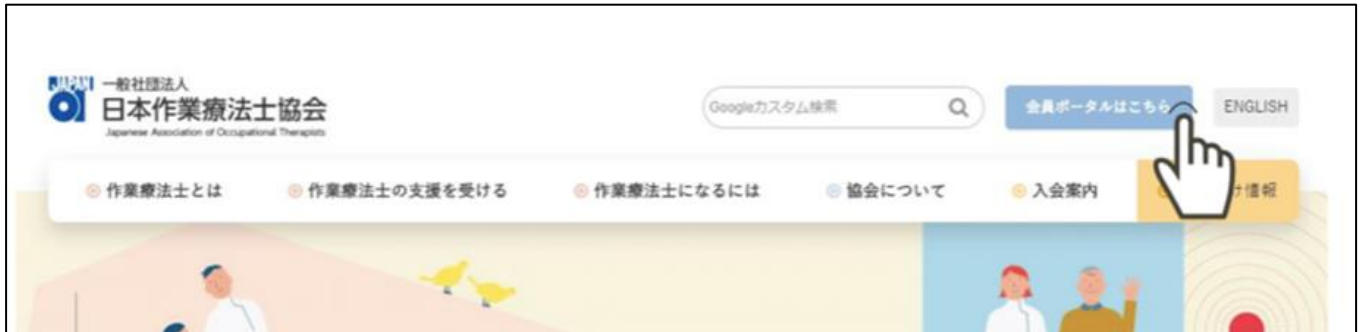 JAPAN
一般社団法人
日本作業療法士協会
Japanese Association of Occupational Therapists
Googleカスタム検索
会員ポータルはこちら
ENGLISH
作業療法士とは
作業療法士の支援を受ける
作業療法士になるには
協会について
入会案内
け情報